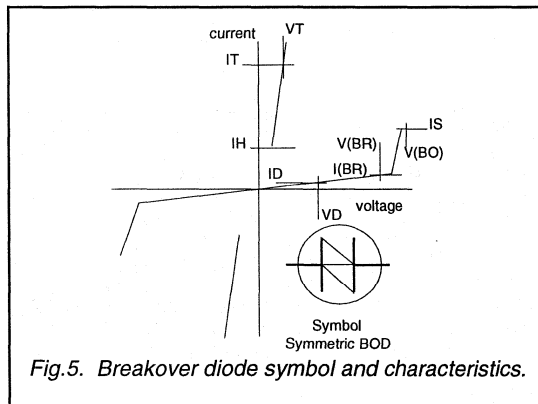 current
VT
IT
IS
V(BR)
V(BO)
IH
I(BR)
ID
voltage
VD
Symbol
Symmetric BOD
Fig.5. Breakover diode symbol and characteristics.